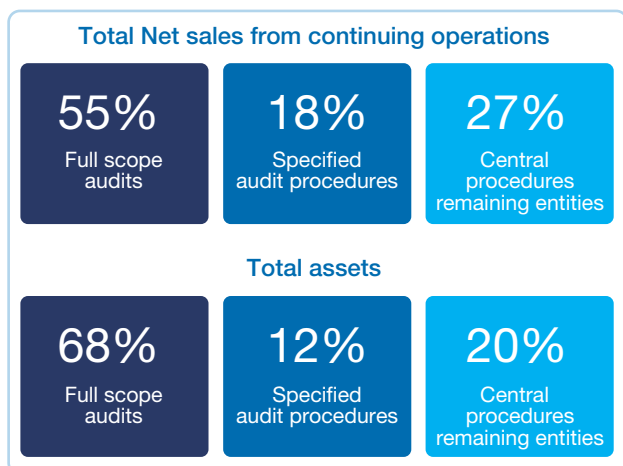 Total Net sales from continuing operations
55%
Full scope
audits
18%
Specified
audit procedures
27%
Central
procedures
remaining entities
Total assets
68%
Full scope
audits
12%
Specified
audit procedures
20%
Central
procedures
remaining entities